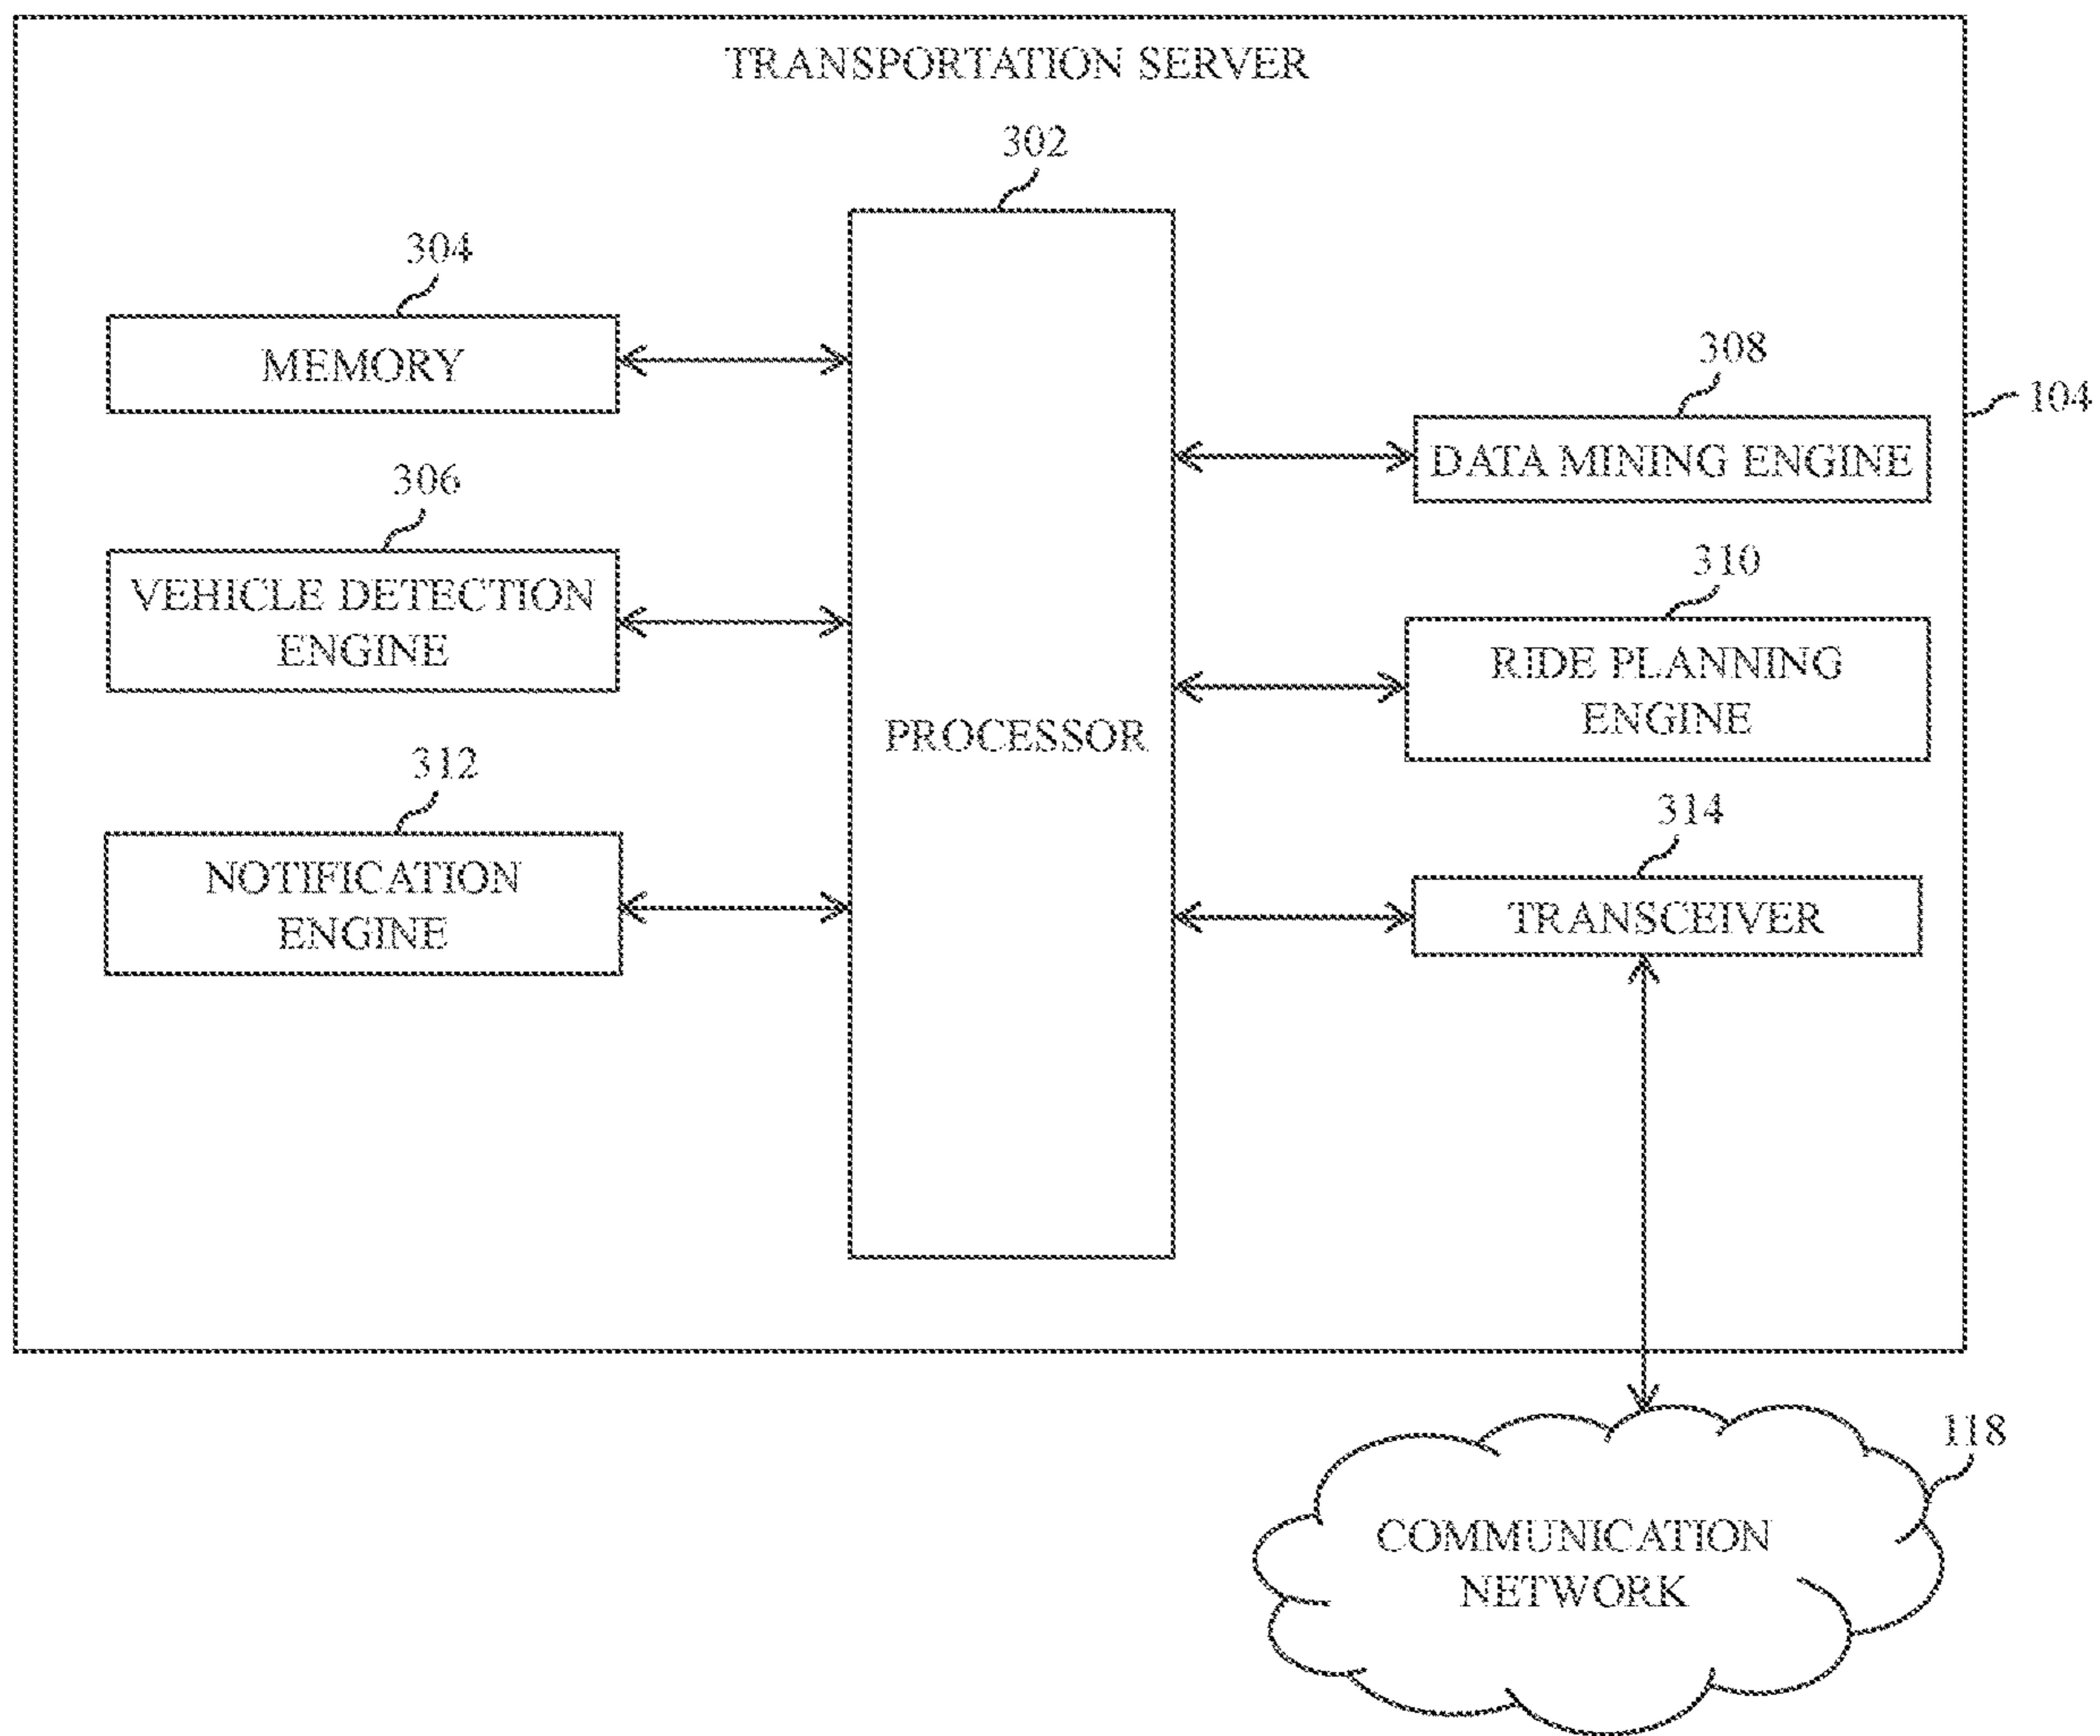 TRANSPORTATION SERVER
302
304
MEMORY
308
104
DATA MINING ENGINE
306
VEHICLE DETECTION
ENGINE
310
RIDE PLANNING
ENGINE
PROCESSOR
312
NOTIFICATION
ENGINE
314
TRANSCEIVER
118
COMMUNICATION
NETWORK